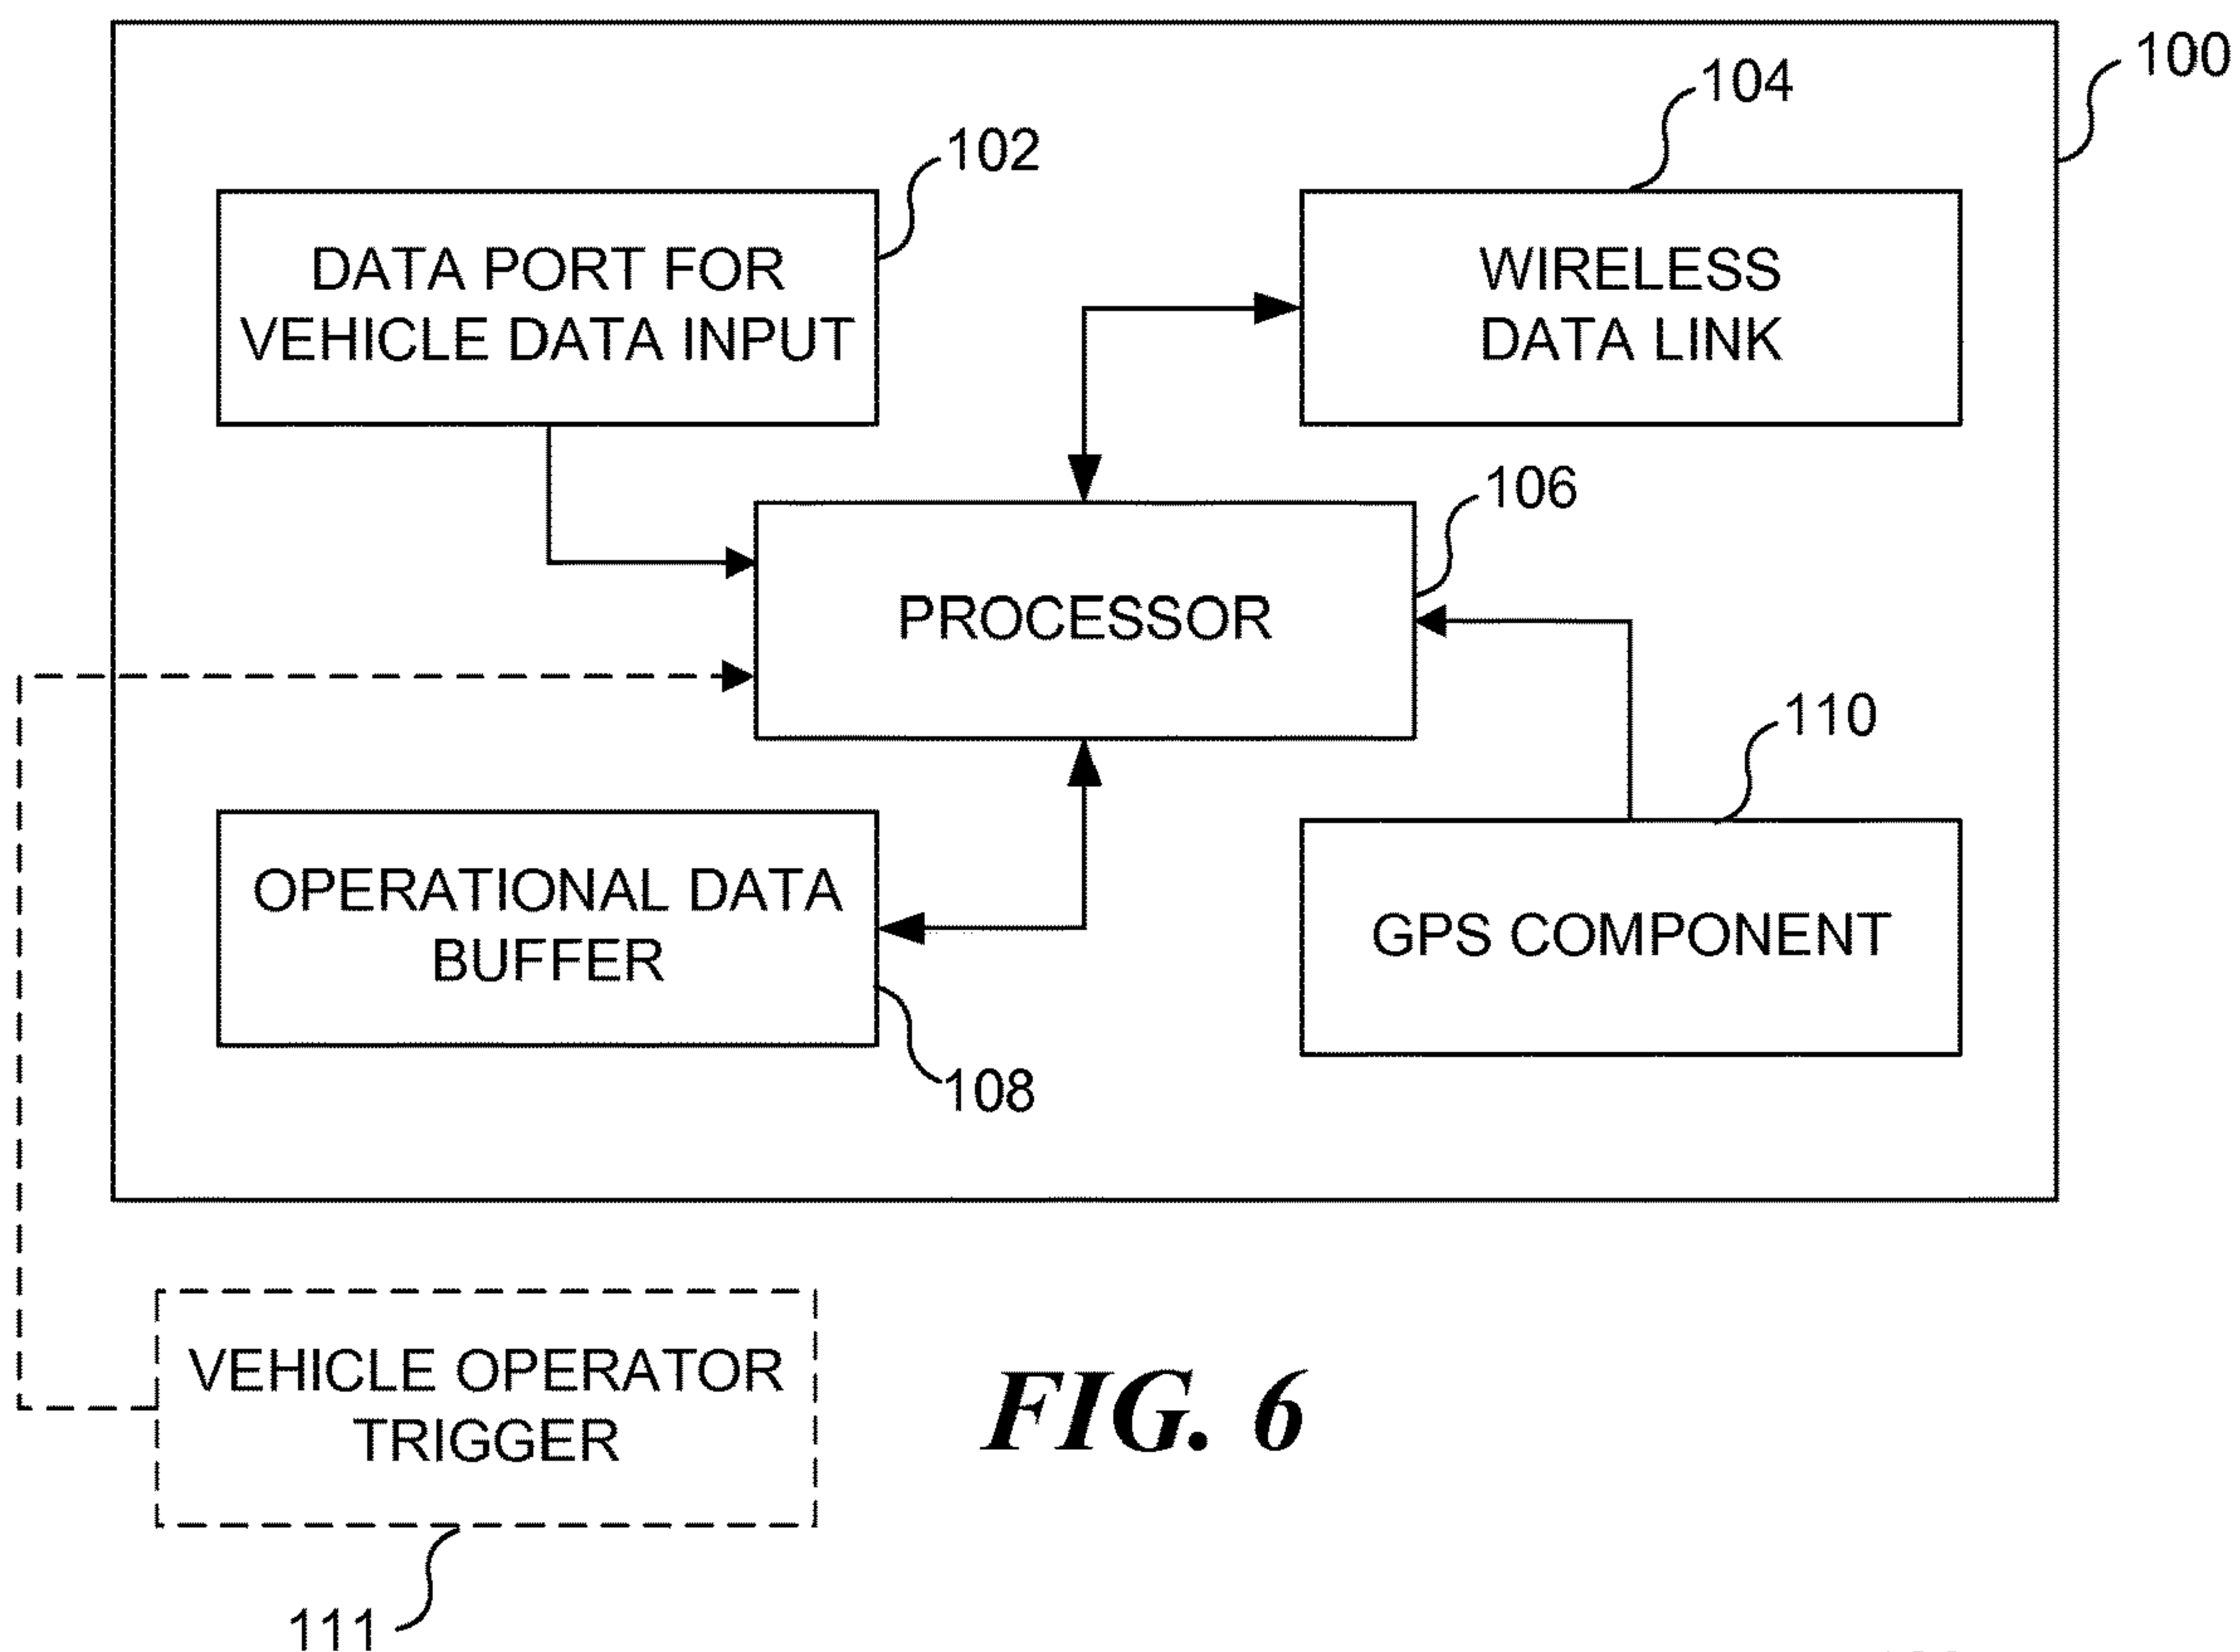 100
104
102
DATA PORT FOR
VEHICLE DATA INPUT
WIRELESS
DATA LINK
106
PROCESSOR
110
OPERATIONAL DATA
BUFFER
GPS COMPONENT
108
VEHICLE OPERATOR
TRIGGER
FIG. 6
111